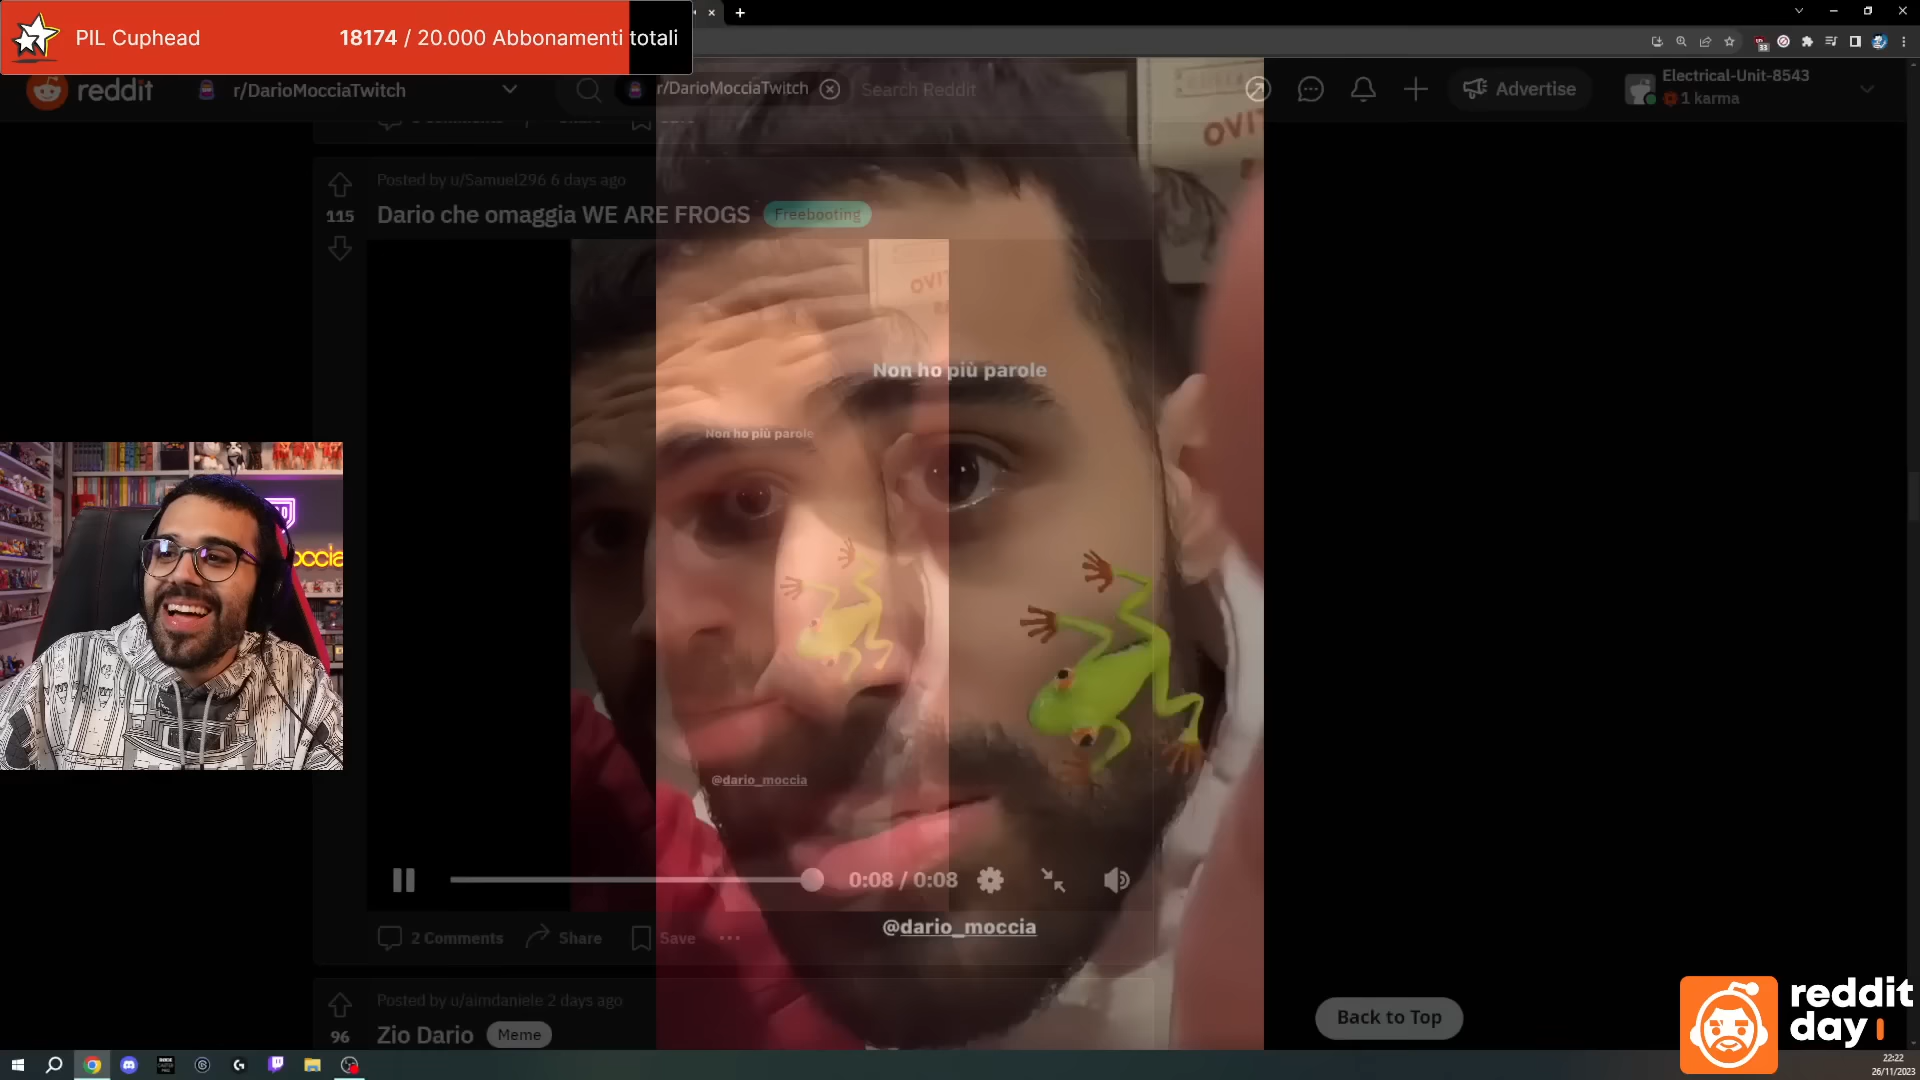 PIL Cuphead
18174 / 20.000 Abbonamenti totali
reddit
r/DarioMocciaTwitch
r/DarioMocciaTwitch
Search Reddit
Advertise
Electrical-Unit-8543
1 karma
33
Share
Posted by u/Samuel296 6 days ago
115
Dario che omaggia WE ARE FROGS
Freebooting
Non ho più parole
Non ho più parole
@dario_moccia
0:08 / 0:08
@dario_moccia
2 Comments
Share
Save
Posted by u/aimdaniele 2 days ago
96
Zio Dario
Meme
Back to Top
reddit
day
22:22
26/11/2023